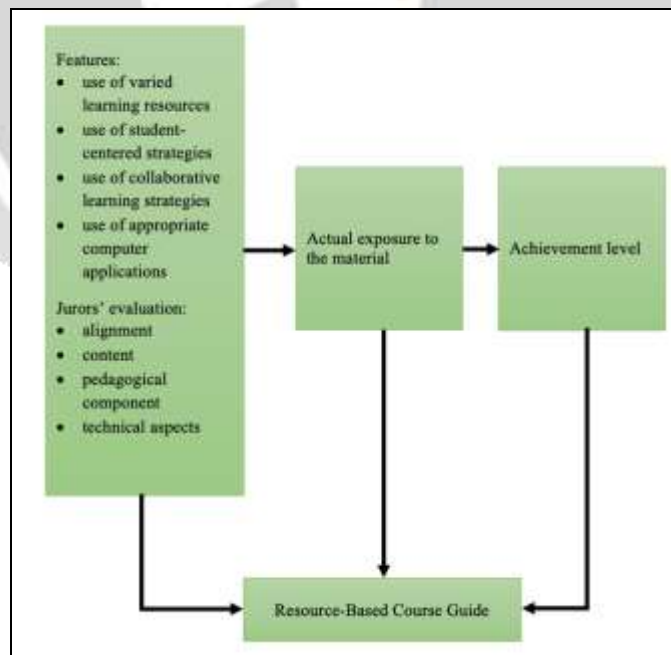 Features:
• use of varied
learning resources
• use of student-
centered strategies
• use of collaborative
learning strategies
• use of appropriate
computer
applications
Jurors' evaluation:
• alignment
• content
• pedagogical
component
• technical aspects
Actual exposure to
the material
Achievement level
Resource-Based Course Guide